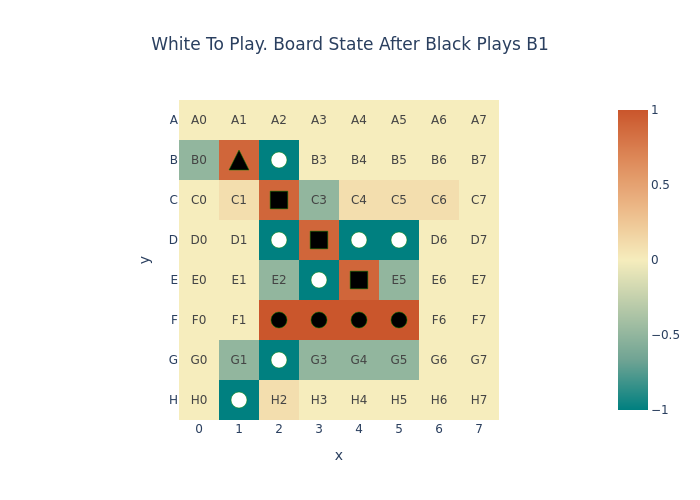 White To Play. Board State After Black Plays B1
A A0 A1 A2 A3 A4 A5 A6 A7
B B0 B3 B4 B5 B6 B7
C C0 C1 C3 C4 C5 C6 C7
D D0 D1 D6 D7
E E0 E1 E2 E5 E6 E7
F F0 F1 F6 F7
G G0 G1 G3 G4 G5 G6 G7
H H0 H2 H3 H4 H5 H6 H7
0 1 2 3 4 5 6 7
x
y
1
0.5
0
−0.5
−1